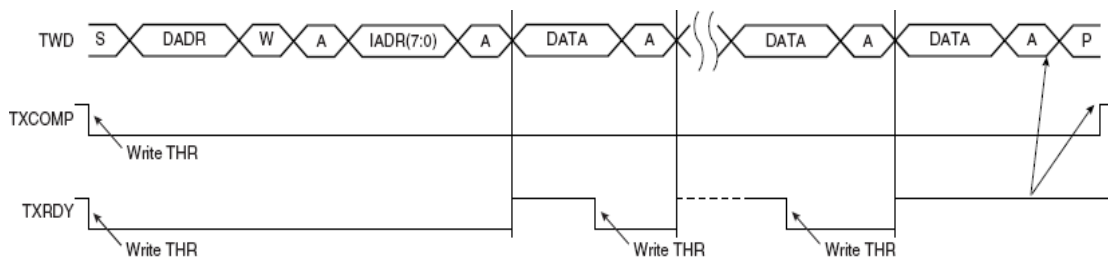 TWD S DADR W A IADR(7:0) A DATA A DATA A DATA A P
TXCOMP
Write THR
TXRDY
Write THR Write THR Write THR